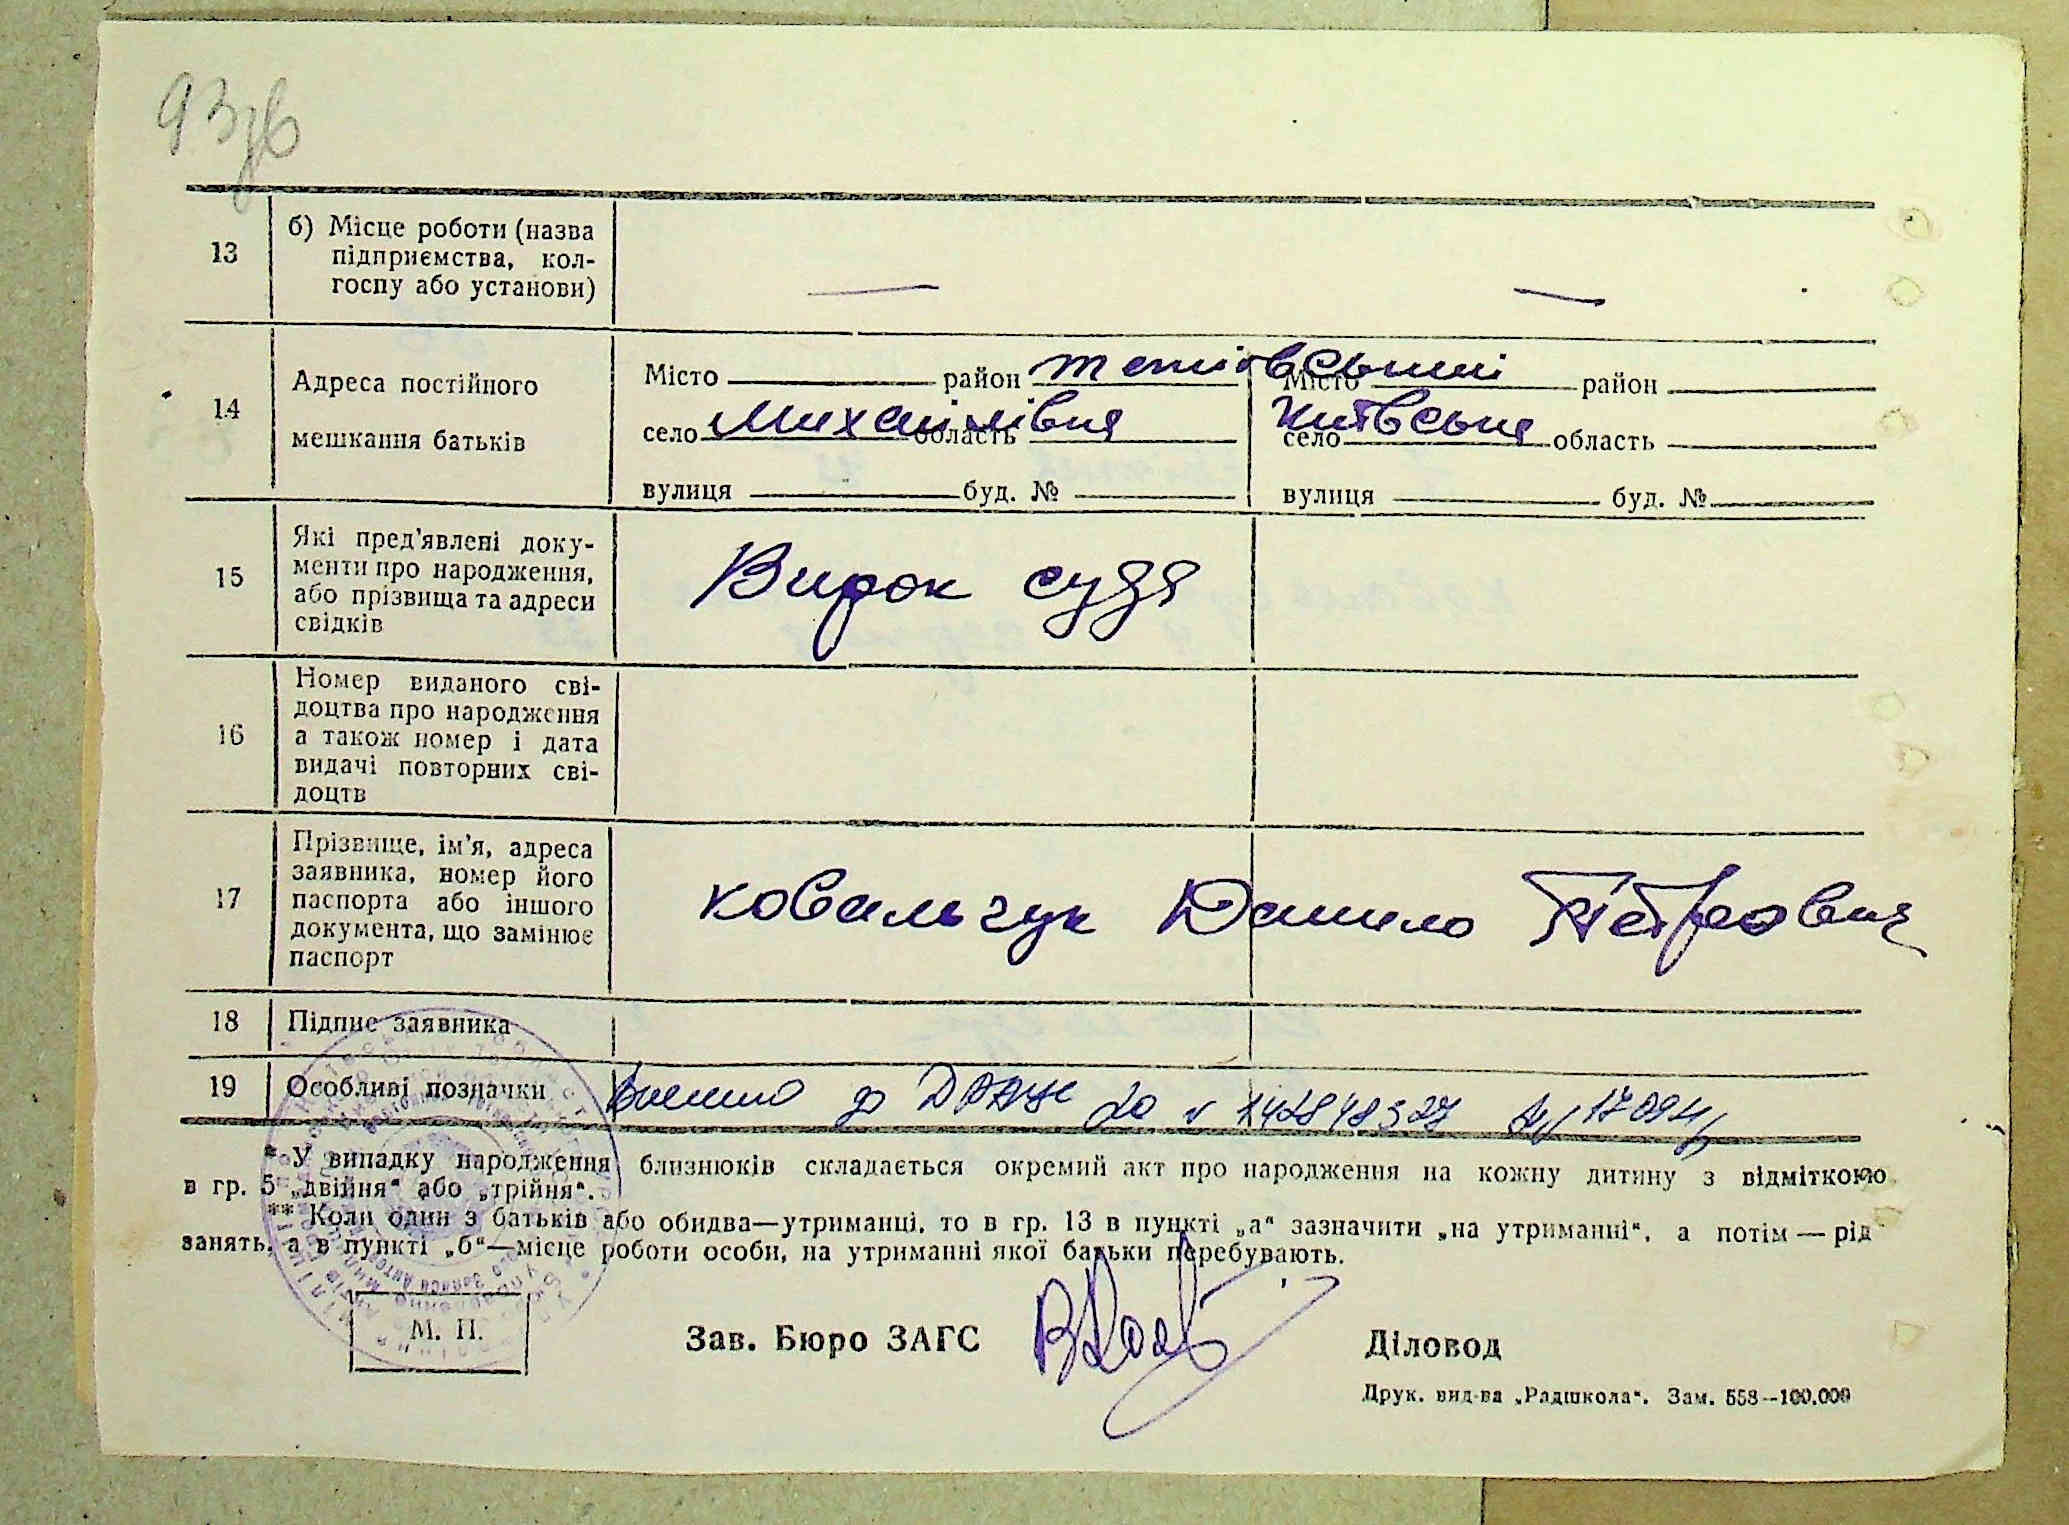 93зв
13
б) Місце роботи (назва
підприємства, кол-
госпу або установи)
— —
14
Адреса постійного
мешкання батьків
Місто район тетіївський Місто район
село Михайлівка область Київська село область
вулиця буд. № вулиця буд. №
15
Які пред'явлені доку-
менти про народження,
або прізвища та адреси
свідків
Вирок суда
16
Номер виданого сві-
доцтва про народження
а також номер і дата
видачі повторних сві-
доцтв
17
Прізвище, ім'я, адреса
заявника, номер його
паспорта або іншого
документа, що замінює
паспорт
Ковальчук Данило Петрович
18
Підпис заявника
19
Особливі позначки
Внесено до ДРАЦС
* У випадку народження близнюків складається окремий акт про народження на кожну дитину з відміткою
в гр. 5 „двійня“ або „трійня“.
** Коли один з батьків або обидва—утриманці, то в гр. 13 в пункті „а“ зазначити „на утриманні“, а потім — рід
занять, а в пункті „б“—місце роботи особи, на утриманні якої батьки перебувають.
М. П.
Зав. Бюро ЗАГС
Діловод
Друк. вид-ва „Радшкола“. Зам. 558—100.000